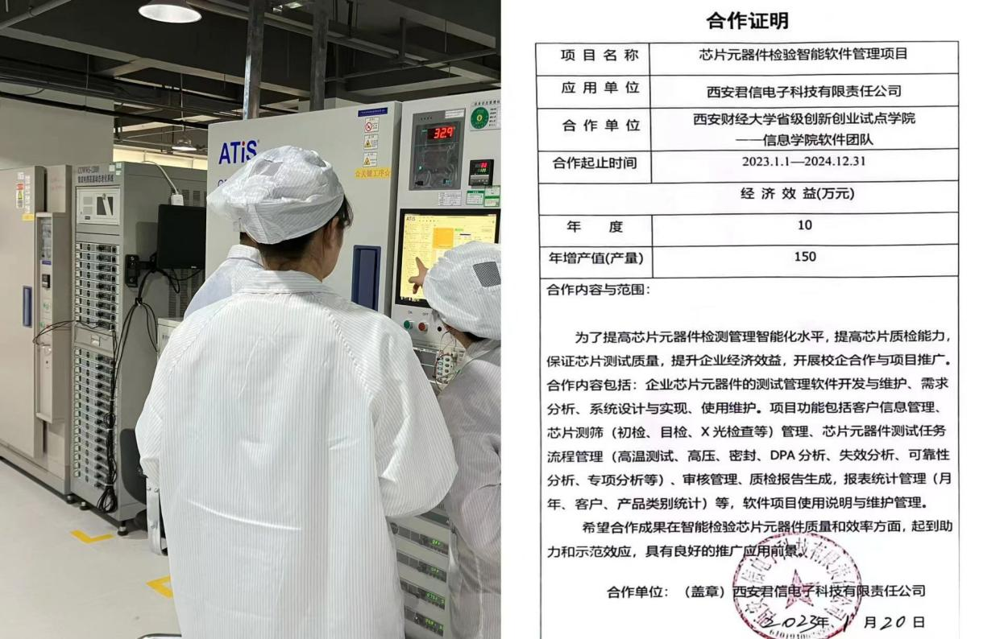 ATiS
☆关键工序☆
32.9
ATiS
ON
OFF
合作证明
项目名称 芯片元器件检验智能软件管理项目
应用单位 西安君信电子科技有限责任公司
合作单位 西安财经大学省级创新创业试点学院
——信息学院软件团队
合作起止时间 2023.1.1—2024.12.31
经济效益(万元)
年度 10
年增产值(产量) 150
合作内容与范围:
为了提高芯片元器件检测管理智能化水平，提高芯片质检能力，
保证芯片测试质量，提升企业经济效益，开展校企合作与项目推广。
合作内容包括：企业芯片元器件的测试管理软件开发与维护、需求
分析、系统设计与实现、使用维护。项目功能包括客户信息管理、
芯片测筛（初检、目检、X光检查等）管理、芯片元器件测试任务
流程管理（高温测试、高压、密封、DPA分析、失效分析、可靠性
分析、专项分析等）、审核管理、质检报告生成，报表统计管理（月
年、客户、产品类别统计）等，软件项目使用说明与维护管理。
希望合作成果在智能检验芯片元器件质量和效率方面，起到助
力和示范效应，具有良好的推广应用前景。
合作单位：（盖章）西安君信电子科技有限责任公司
2023年1月20日